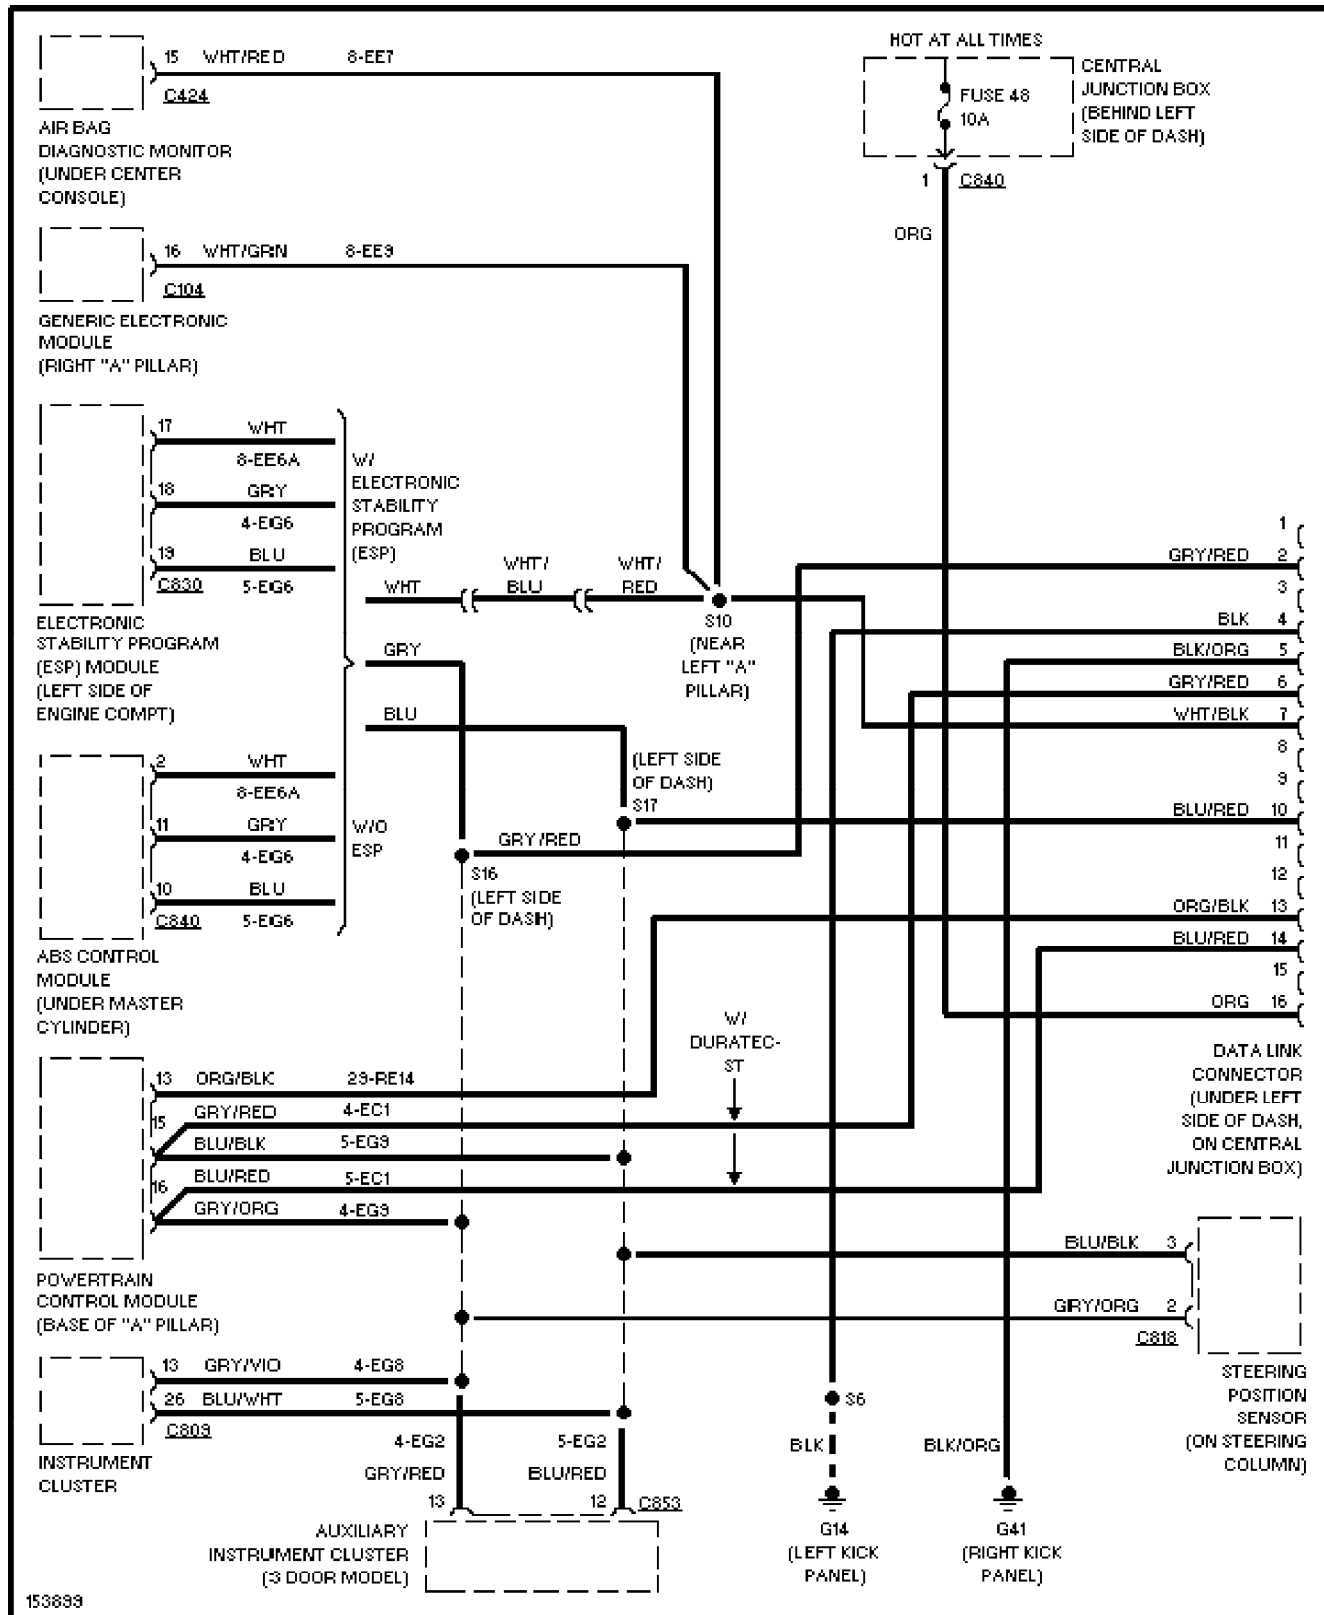 HOT AT ALL TIMES
CENTRAL
JUNCTION BOX
(BEHIND LEFT
SIDE OF DASH)
FUSE 48
10A
1 C840
ORG
15 WHT/RED 8-EE7
C424
AIR BAG
DIAGNOSTIC MONITOR
(UNDER CENTER
CONSOLE)
16 WHT/GRN 8-EE9
C104
GENERIC ELECTRONIC
MODULE
(RIGHT "A" PILLAR)
17 WHT
8-EE6A
18 GRY
4-EG6
19 BLU
C830 5-EG6
W/
ELECTRONIC
STABILITY
PROGRAM
(ESP)
ELECTRONIC
STABILITY PROGRAM
(ESP) MODULE
(LEFT SIDE OF
ENGINE COMPT)
WHT
WHT/
BLU
WHT/
RED
S10
(NEAR
LEFT "A"
PILLAR)
GRY
BLU
(LEFT SIDE
OF DASH)
S17
2 WHT
8-EE6A
11 GRY
4-EG6
10 BLU
C840 5-EG6
W/O
ESP
ABS CONTROL
MODULE
(UNDER MASTER
CYLINDER)
GRY/RED
S16
(LEFT SIDE
OF DASH)
1
GRY/RED 2
3
BLK 4
BLK/ORG 5
GRY/RED 6
WHT/BLK 7
8
9
BLU/RED 10
11
12
ORG/BLK 13
BLU/RED 14
15
ORG 16
DATA LINK
CONNECTOR
(UNDER LEFT
SIDE OF DASH,
ON CENTRAL
JUNCTION BOX)
W/
DURATEC-
ST
13 ORG/BLK 29-RE14
GRY/RED 4-EC1
15
BLU/BLK 5-EG9
BLU/RED 5-EC1
16
GRY/ORG 4-EG9
POWERTRAIN
CONTROL MODULE
(BASE OF "A" PILLAR)
BLU/BLK 3
GRY/ORG 2
C818
STEERING
POSITION
SENSOR
(ON STEERING
COLUMN)
13 GRY/VIO 4-EG8
26 BLU/WHT 5-EG8
C809
INSTRUMENT
CLUSTER
4-EG2
GRY/RED
13
5-EG2
BLU/RED
12 C853
AUXILIARY
INSTRUMENT CLUSTER
(3 DOOR MODEL)
S6
BLK
G14
(LEFT KICK
PANEL)
BLK/ORG
G41
(RIGHT KICK
PANEL)
153899